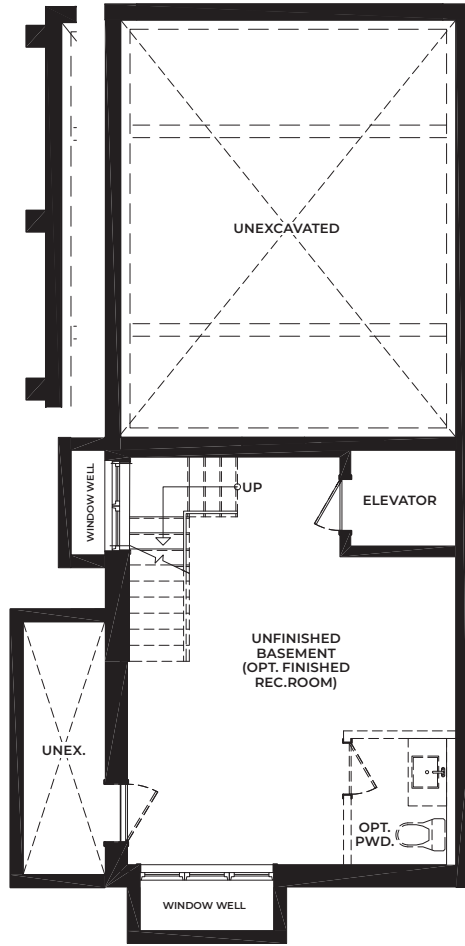 UNEXCAVATED
WINDOW WELL
UP
ELEVATOR
UNFINISHED
BASEMENT
(OPT. FINISHED
REC.ROOM)
UNEX.
OPT.
PWD.
WINDOW WELL